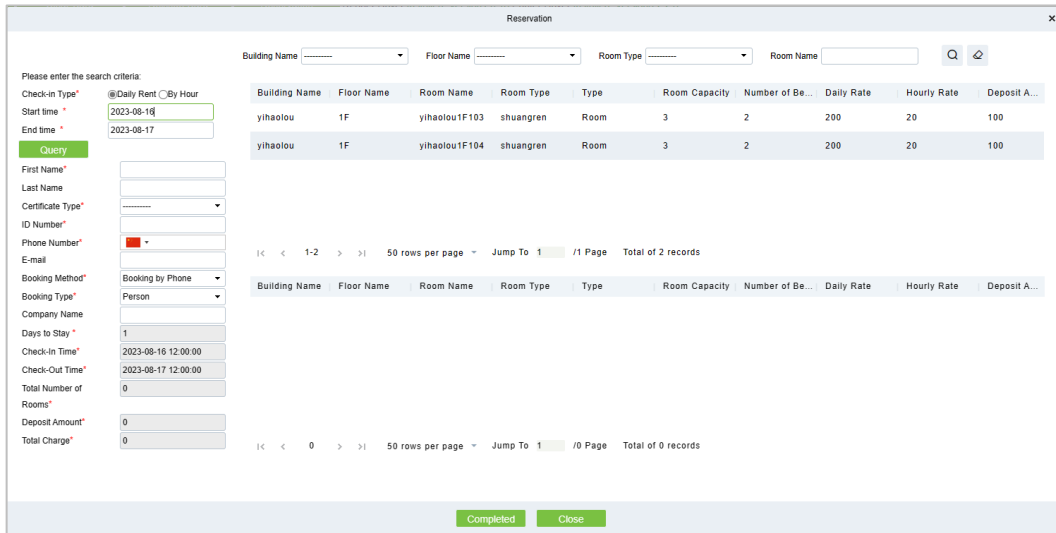 Reservation ×
Building Name ---------- Floor Name ---------- Room Type ---------- Room Name
Please enter the search criteria:
Check-in Type* Daily Rent By Hour
Start time * 2023-08-16
End time * 2023-08-17
Query
First Name*
Last Name
Certificate Type* ----------
ID Number*
Phone Number*
E-mail
Booking Method* Booking by Phone
Booking Type* Person
Company Name
Days to Stay * 1
Check-In Time* 2023-08-16 12:00:00
Check-Out Time* 2023-08-17 12:00:00
Total Number of Rooms* 0
Deposit Amount* 0
Total Charge* 0
Building Name Floor Name Room Name Room Type Type Room Capacity Number of Be... Daily Rate Hourly Rate Deposit A...
yihaolou 1F yihaolou1F103 shuangren Room 3 2 200 20 100
yihaolou 1F yihaolou1F104 shuangren Room 3 2 200 20 100
|< < 1-2 > >| 50 rows per page Jump To 1 /1 Page Total of 2 records
Building Name Floor Name Room Name Room Type Type Room Capacity Number of Be... Daily Rate Hourly Rate Deposit A...
|< < 0 > >| 50 rows per page Jump To 1 /0 Page Total of 0 records
Completed Close